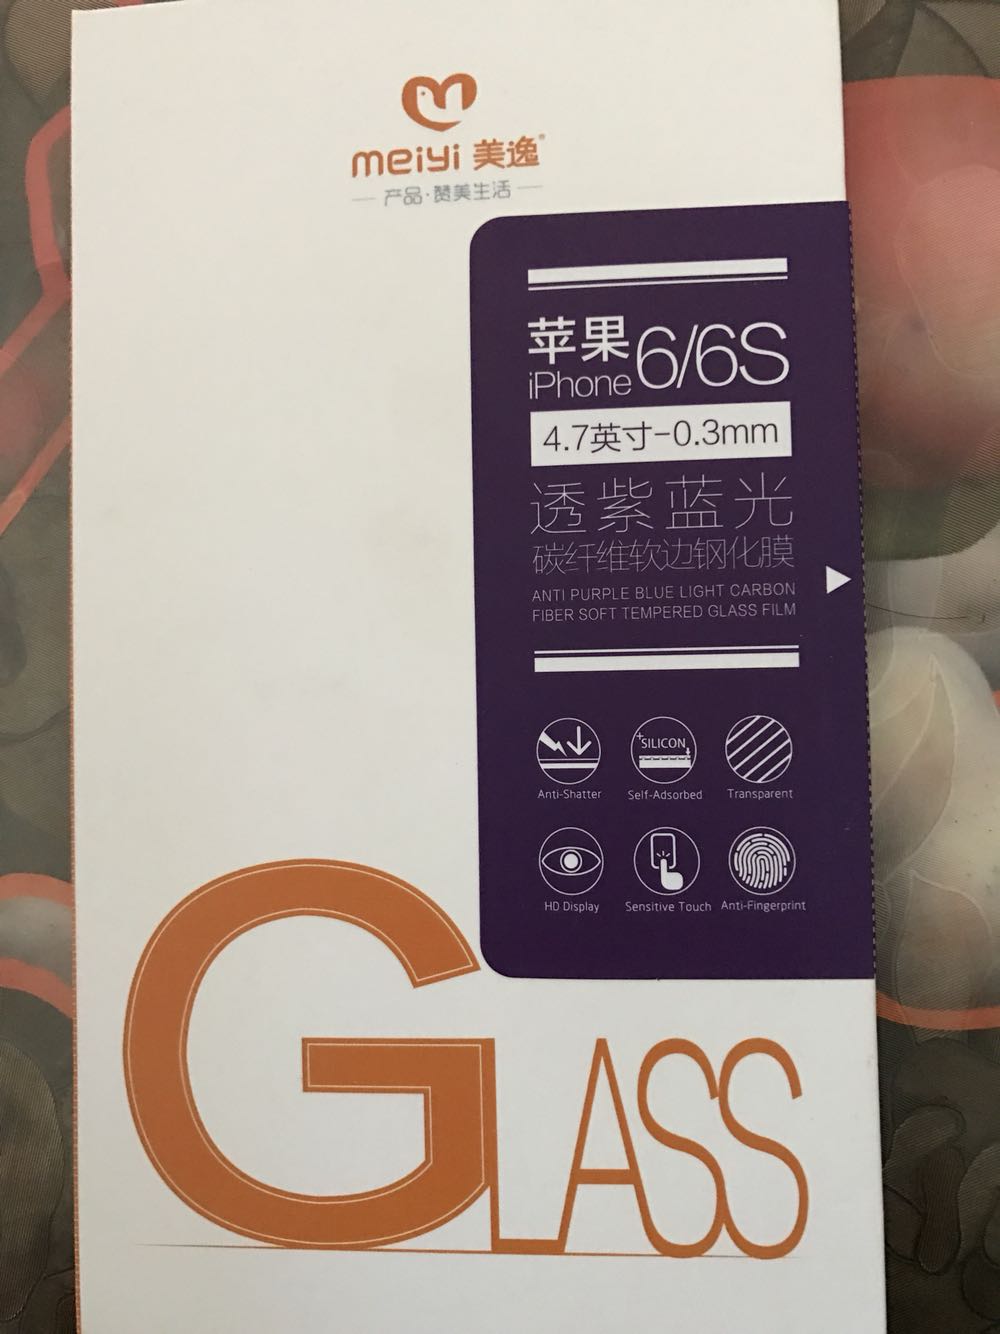 meiyi 美逸®
产品·赞美生活
苹果
iPhone 6/6S
4.7英寸-0.3mm
透紫蓝光
碳纤维软边钢化膜
ANTI PURPLE BLUE LIGHT CARBON
FIBER SOFT TEMPERED GLASS FILM
+SILICON
Anti-Shatter Self-Adsorbed Transparent
HD Display Sensitive Touch Anti-Fingerprint
GLASS